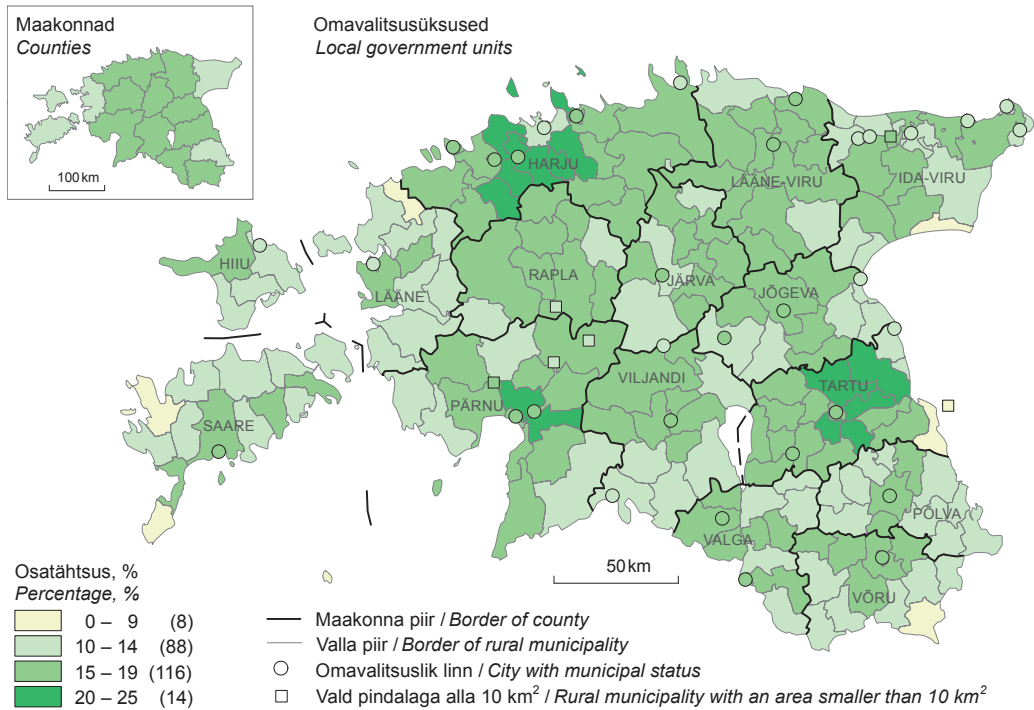 Maakonnad
Counties
100 km
Omavalitsusüksused
Local government units
HARJU
LÄÄNE-VIRU
IDA-VIRU
HIIU
LÄÄNE
RAPLA
JÄRVA
JÕGEVA
SAARE
PÄRNU
VILJANDI
TARTU
VALGA
PÕLVA
VÕRU
50 km
Osatähtsus, %
Percentage, %
0 – 9 (8)
10 – 14 (88)
15 – 19 (116)
20 – 25 (14)
Maakonna piir / Border of county
Valla piir / Border of rural municipality
Omavalitsuslik linn / City with municipal status
Vald pindalaga alla 10 km² / Rural municipality with an area smaller than 10 km²